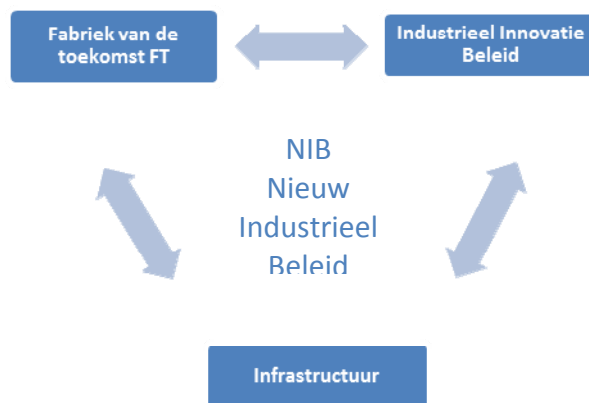 Fabriek van de
toekomst FT
Industrieel Innovatie
Beleid
NIB
Nieuw
Industrieel
Beleid
Infrastructuur